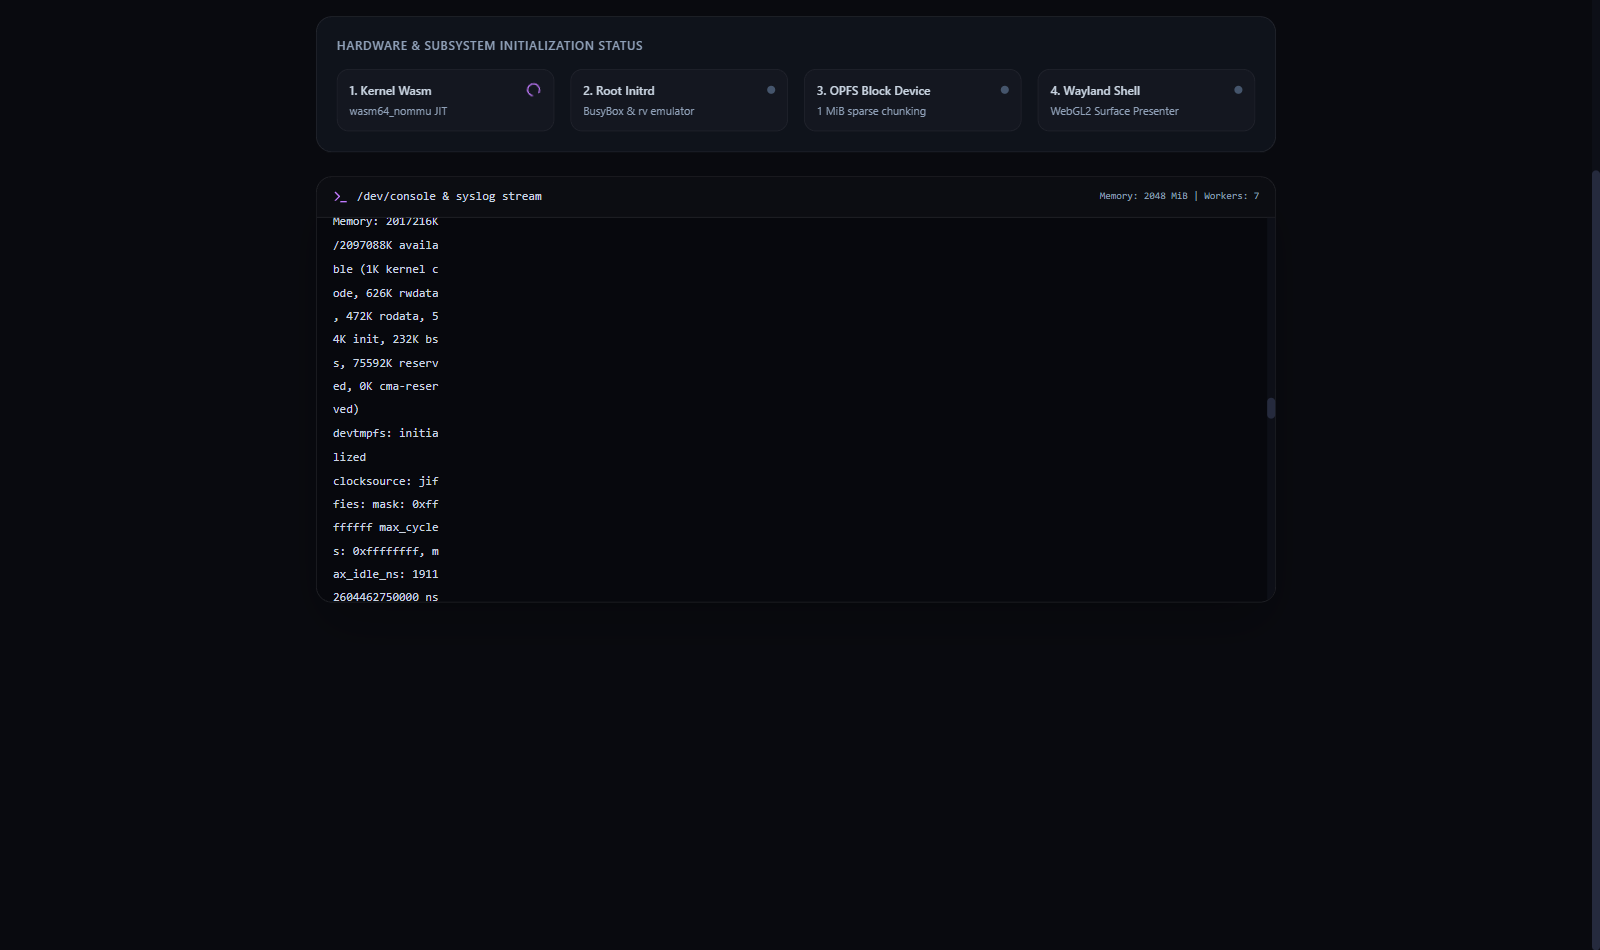 HARDWARE & SUBSYSTEM INITIALIZATION STATUS
1. Kernel Wasm
wasm64_nommu JIT
2. Root Initrd
BusyBox & rv emulator
3. OPFS Block Device
1 MiB sparse chunking
4. Wayland Shell
WebGL2 Surface Presenter
>_ /dev/console & syslog stream
Memory: 2048 MiB | Workers: 7
Memory: 2017216K
/2097088K availa
ble (1K kernel c
ode, 626K rwdata
, 472K rodata, 5
4K init, 232K bs
s, 75592K reserv
ed, 0K cma-reser
ved)
devtmpfs: initia
lized
clocksource: jif
fies: mask: 0xff
ffffff max_cycle
s: 0xffffffff, m
ax_idle_ns: 1911
2604462750000 ns